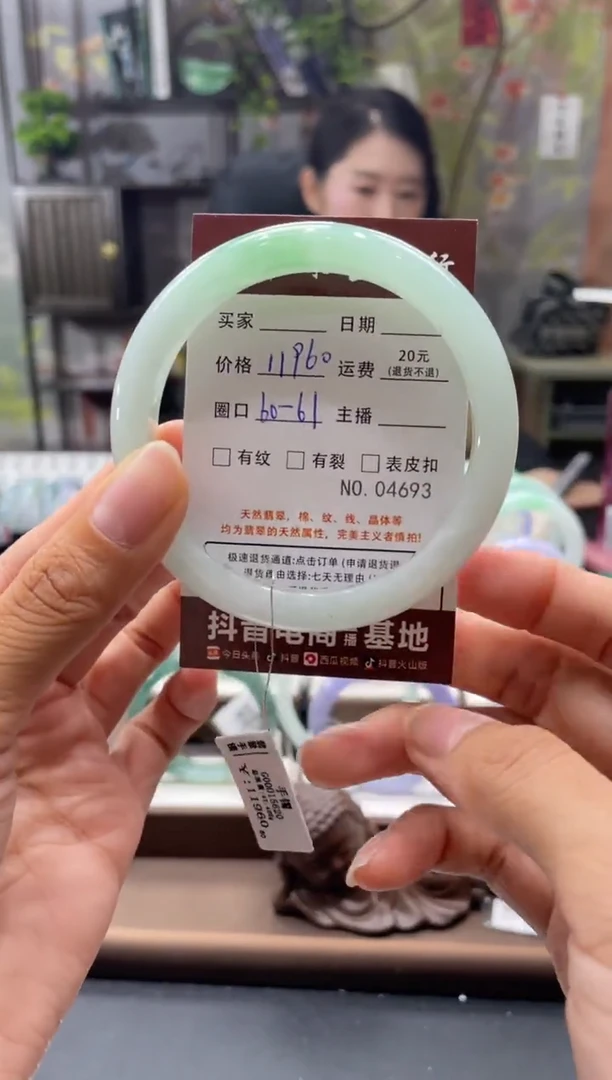 买家 日期
价格 11960 运费 20元 (退货不退)
圈口 60-61 主播
有纹 有裂 表皮扣
NO. 04693
天然翡翠，棉、纹、线、晶体等
均为翡翠的天然属性，完美主义者慎拍!
极速退货通道:点击订单 (申请退货退
由选择:七天无理由
抖音电商 播 基地
今日头条 抖音 西瓜视频 抖音火山版
手镯
G00015620
11960